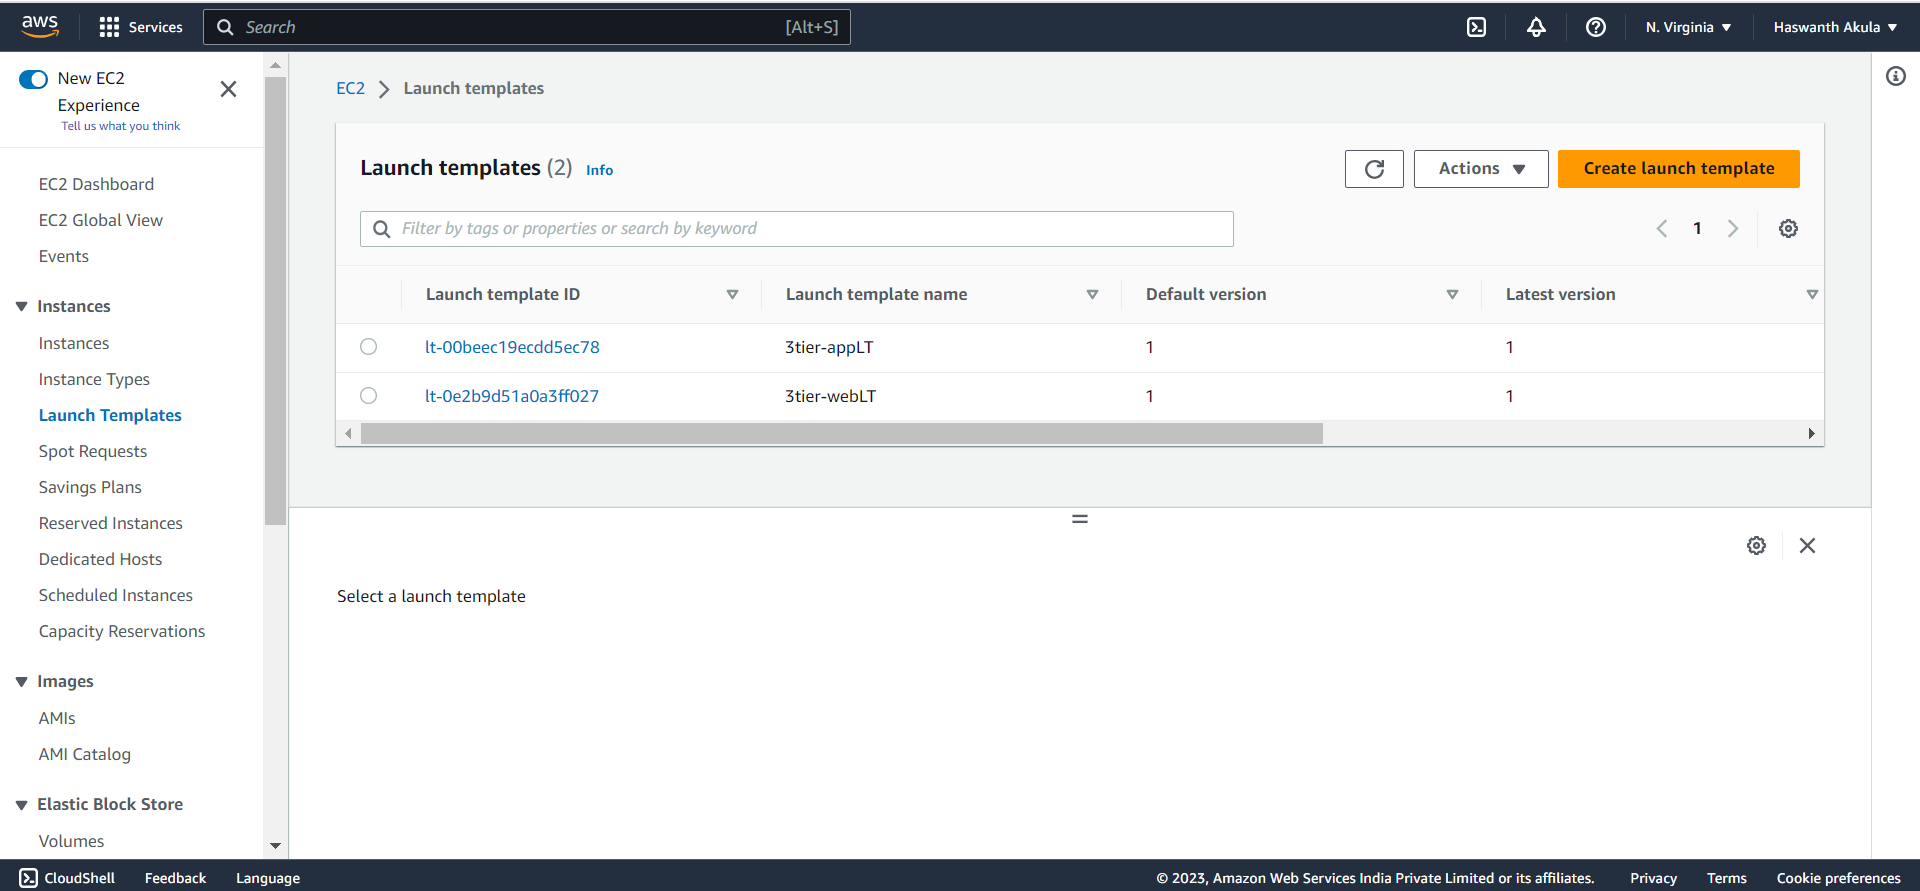 aws
Services
Search
[Alt+S]
N. Virginia
Haswanth Akula
New EC2
Experience
Tell us what you think
EC2 Dashboard
EC2 Global View
Events
Instances
Instances
Instance Types
Launch Templates
Spot Requests
Savings Plans
Reserved Instances
Dedicated Hosts
Scheduled Instances
Capacity Reservations
Images
AMIs
AMI Catalog
Elastic Block Store
Volumes
EC2 Launch templates
Launch templates (2) Info
Actions
Create launch template
Filter by tags or properties or search by keyword
1
Launch template ID Launch template name Default version Latest version
lt-00beec19ecdd5ec78 3tier-appLT 1 1
lt-0e2b9d51a0a3ff027 3tier-webLT 1 1
Select a launch template
CloudShell Feedback Language © 2023, Amazon Web Services India Private Limited or its affiliates. Privacy Terms Cookie preferences